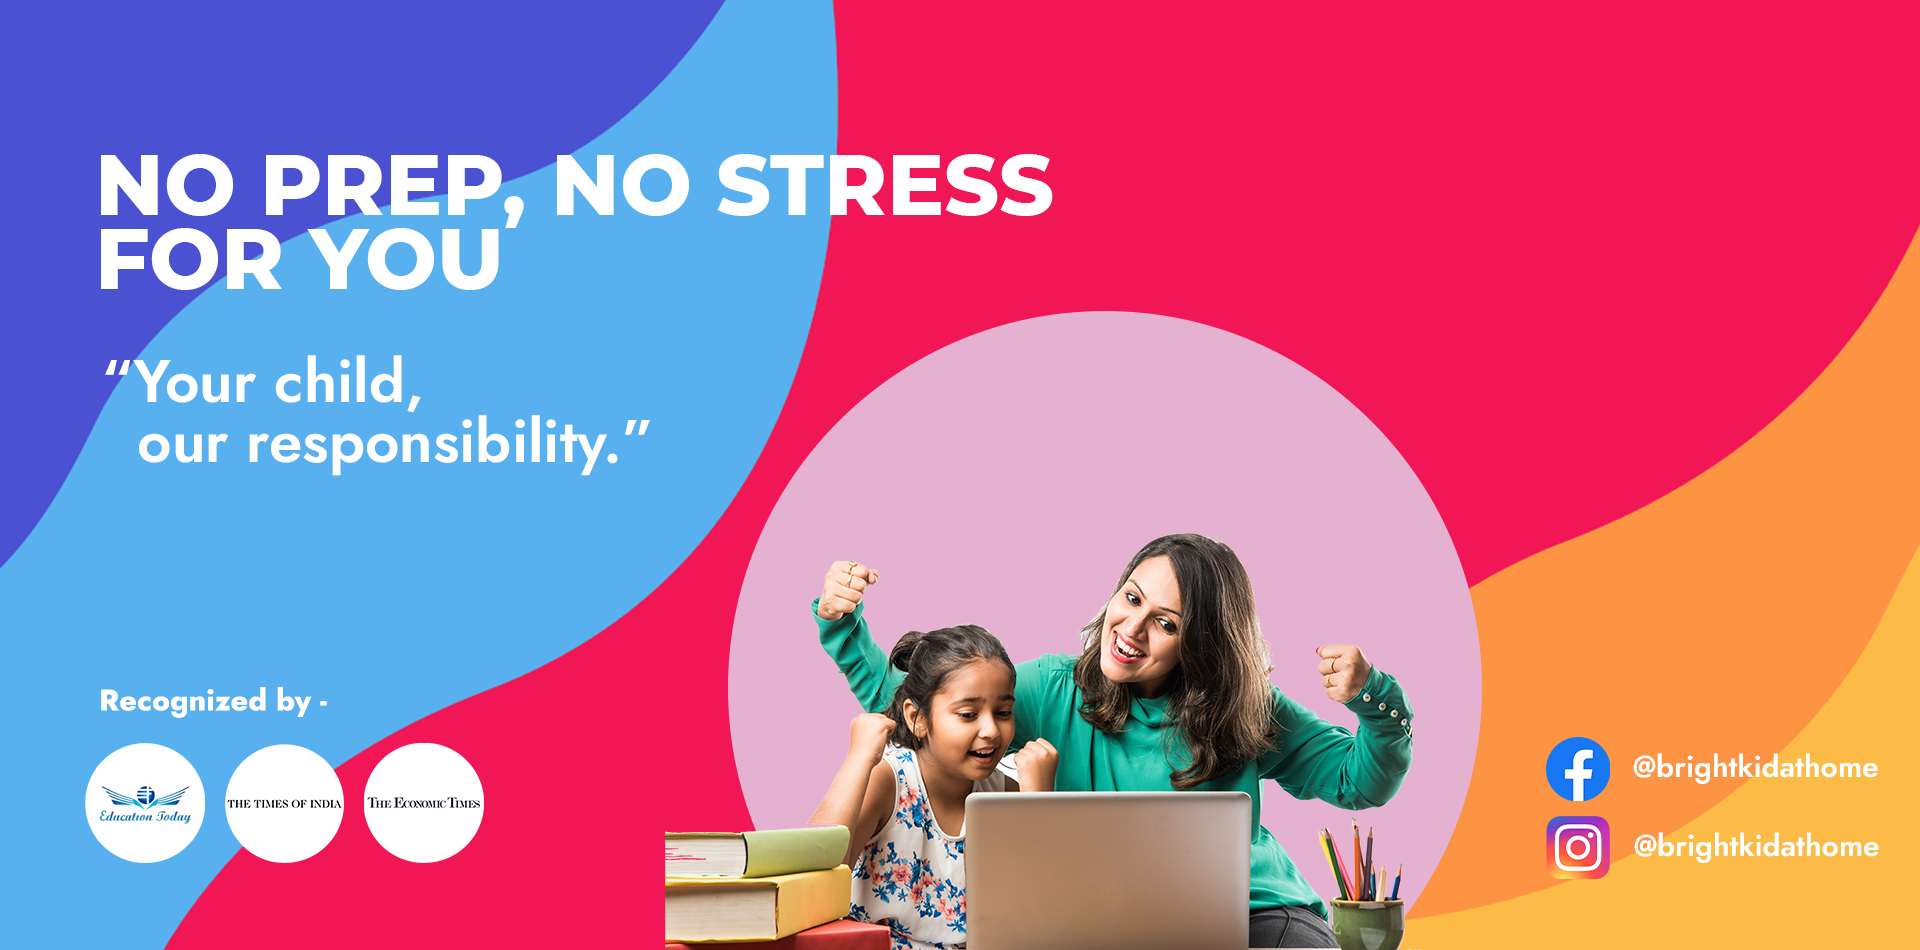 NO PREP, NO STRESS
FOR YOU
“Your child,
our responsibility.”
Recognized by -
Education Today
THE TIMES OF INDIA
THE ECONOMIC TIMES
@brightkidathome
@brightkidathome